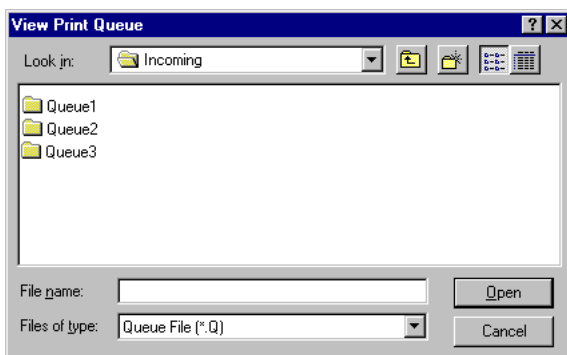 View Print Queue
Look in: Incoming
Queue1
Queue2
Queue3
File name: Open
Files of type: Queue File (*.Q) Cancel